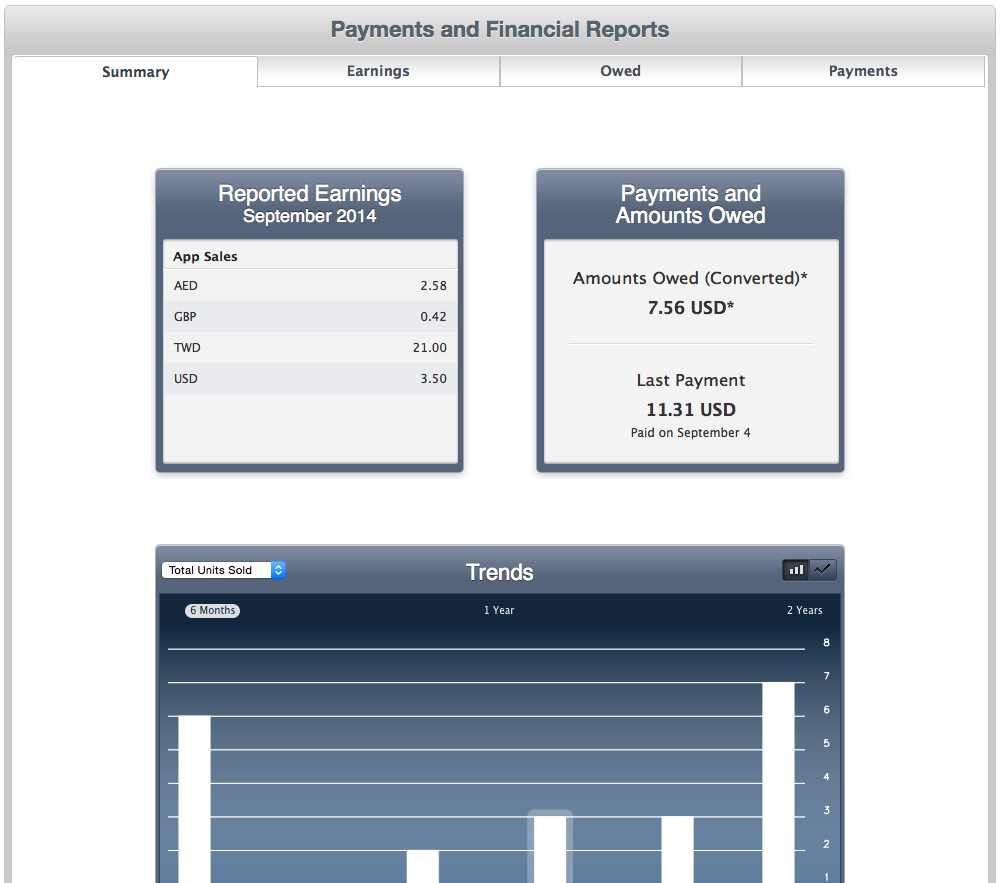 Payments and Financial Reports
Summary
Earnings
Owed
Payments
Reported Earnings
September 2014
App Sales
AED 2.58
GBP 0.42
TWD 21.00
USD 3.50
Payments and
Amounts Owed
Amounts Owed (Converted)*
7.56 USD*
Last Payment
11.31 USD
Paid on September 4
Total Units Sold
Trends
6 Months
1 Year
2 Years
8
7
6
5
4
3
2
1